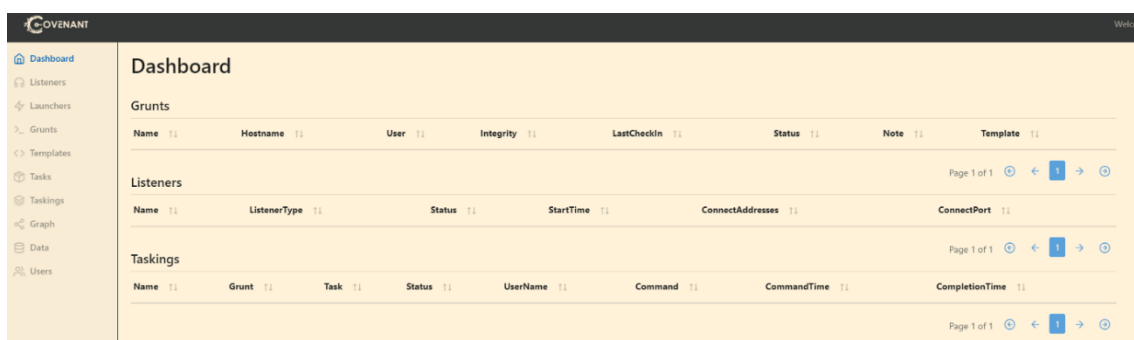 COVENANT
Welc
Dashboard
Listeners
Launchers
Grunts
Templates
Tasks
Taskings
Graph
Data
Users
Dashboard
Grunts
Name Hostname User Integrity LastCheckIn Status Note Template
Page 1 of 1 1
Listeners
Name ListenerType Status StartTime ConnectAddresses ConnectPort
Page 1 of 1 1
Taskings
Name Grunt Task Status UserName Command CommandTime CompletionTime
Page 1 of 1 1